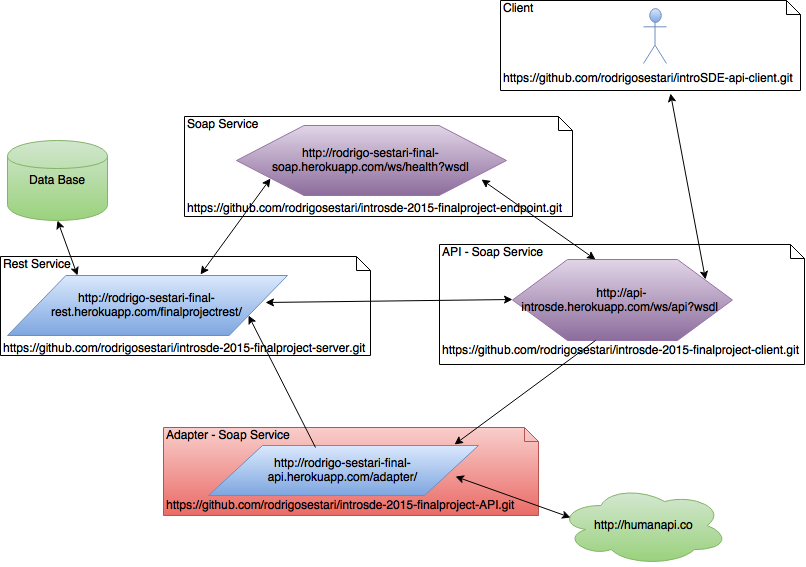 Client
https://github.com/rodrigosestari/introSDE-api-client.git
Soap Service
http://rodrigo-sestari-final-
soap.herokuapp.com/ws/health?wsdl
https://github.com/rodrigosestari/introsde-2015-finalproject-endpoint.git
Data Base
Rest Service
http://rodrigo-sestari-final-
rest.herokuapp.com/finalprojectrest/
https://github.com/rodrigosestari/introsde-2015-finalproject-server.git
API - Soap Service
http://api-
introsde.herokuapp.com/ws/api?wsdl
https://github.com/rodrigosestari/introsde-2015-finalproject-client.git
Adapter - Soap Service
http://rodrigo-sestari-final-
api.herokuapp.com/adapter/
https://github.com/rodrigosestari/introsde-2015-finalproject-API.git
http://humanapi.co